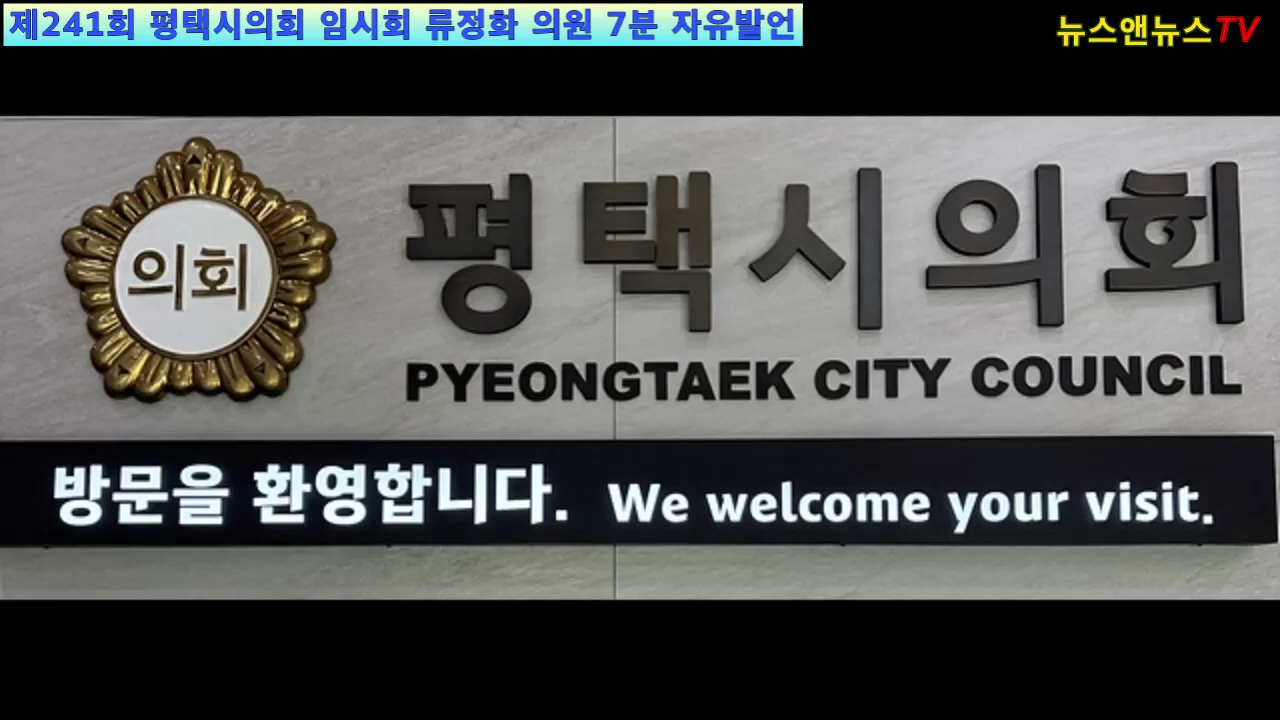 제241회 평택시의회 임시회 류정화 의원 7분 자유발언
뉴스앤뉴스TV
의회
평택시의회
PYEONGTAEK CITY COUNCIL
방문을 환영합니다. We welcome your visit.